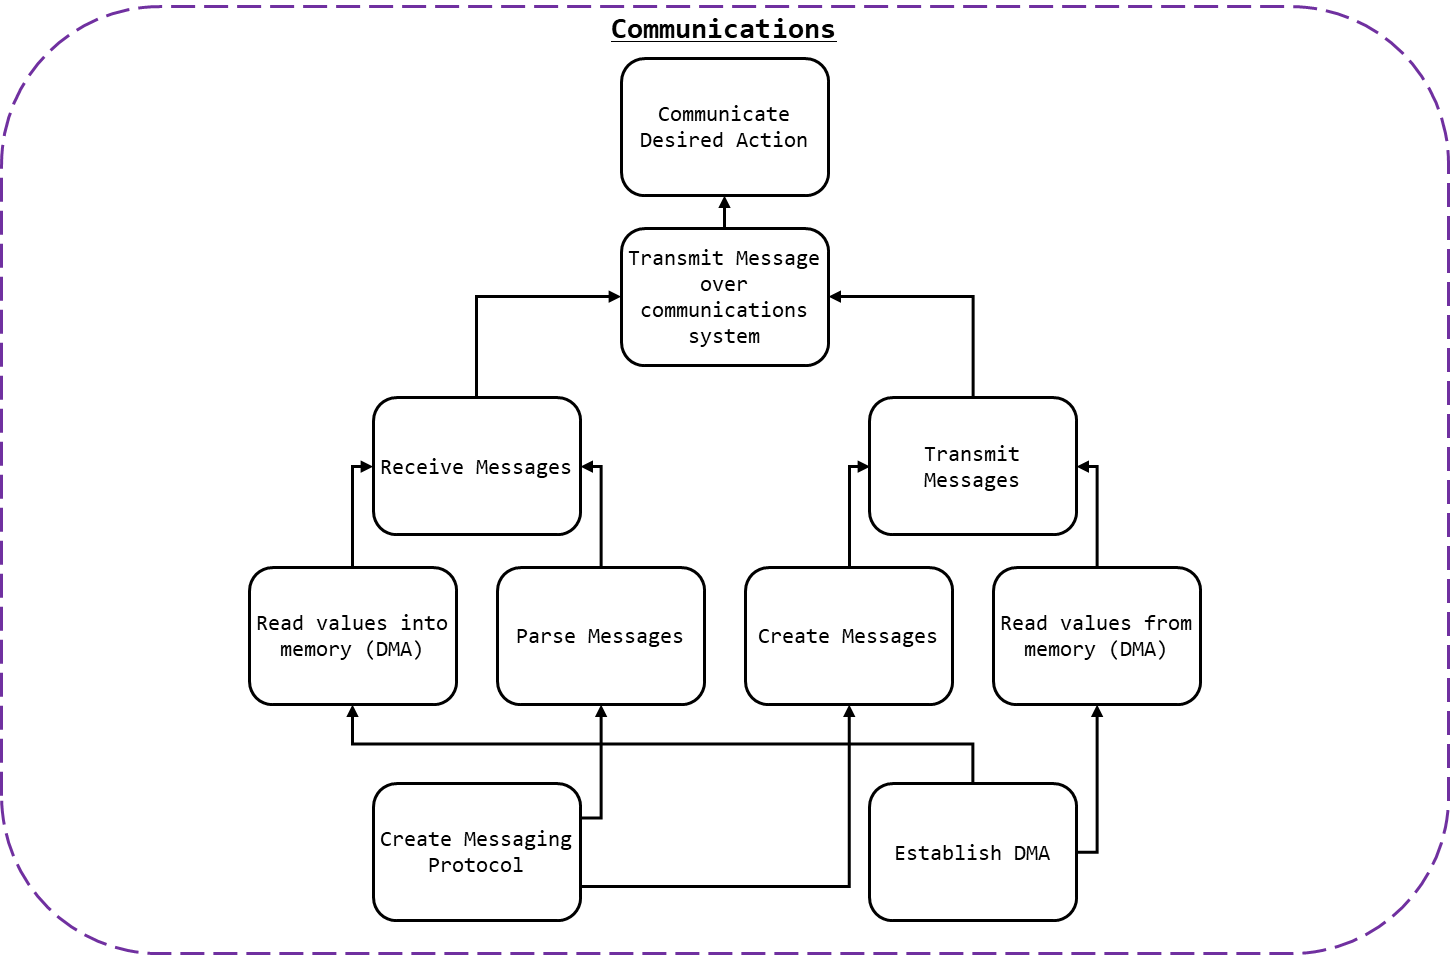 Communications
Communicate
Desired Action
Transmit Message
over
communications
system
Receive Messages
Transmit
Messages
Read values into
memory (DMA)
Parse Messages
Create Messages
Read values from
memory (DMA)
Create Messaging
Protocol
Establish DMA